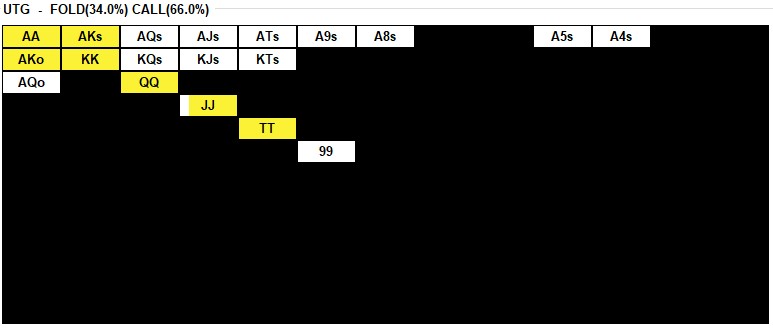 UTG - FOLD(34.0%) CALL(66.0%)
AA AKs AQs AJs ATs A9s A8s A5s A4s
AKo KK KQs KJs KTs
AQo QQ
JJ
TT
99